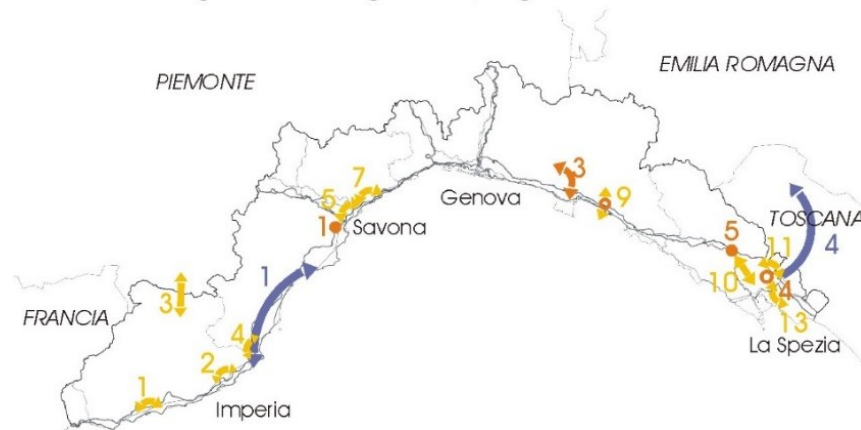 EMILIA ROMAGNA
PIEMONTE
3
7
Genova
9
5
1
Savona
5
TOSCANA
4
11
1
10
4
3
13
FRANCIA
4
La Spezia
2
1
Imperia